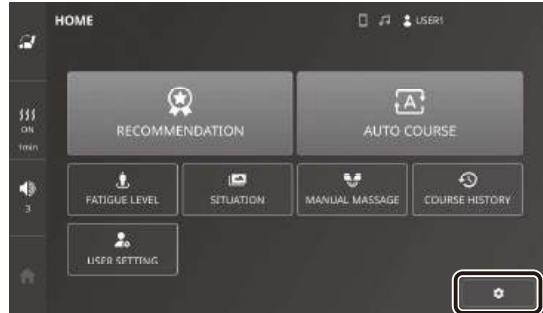 HOME
USER1
ON
1min
3
RECOMMENDATION
A
AUTO COURSE
FATIGUE LEVEL
SITUATION
MANUAL MASSAGE
COURSE HISTORY
USER SETTING